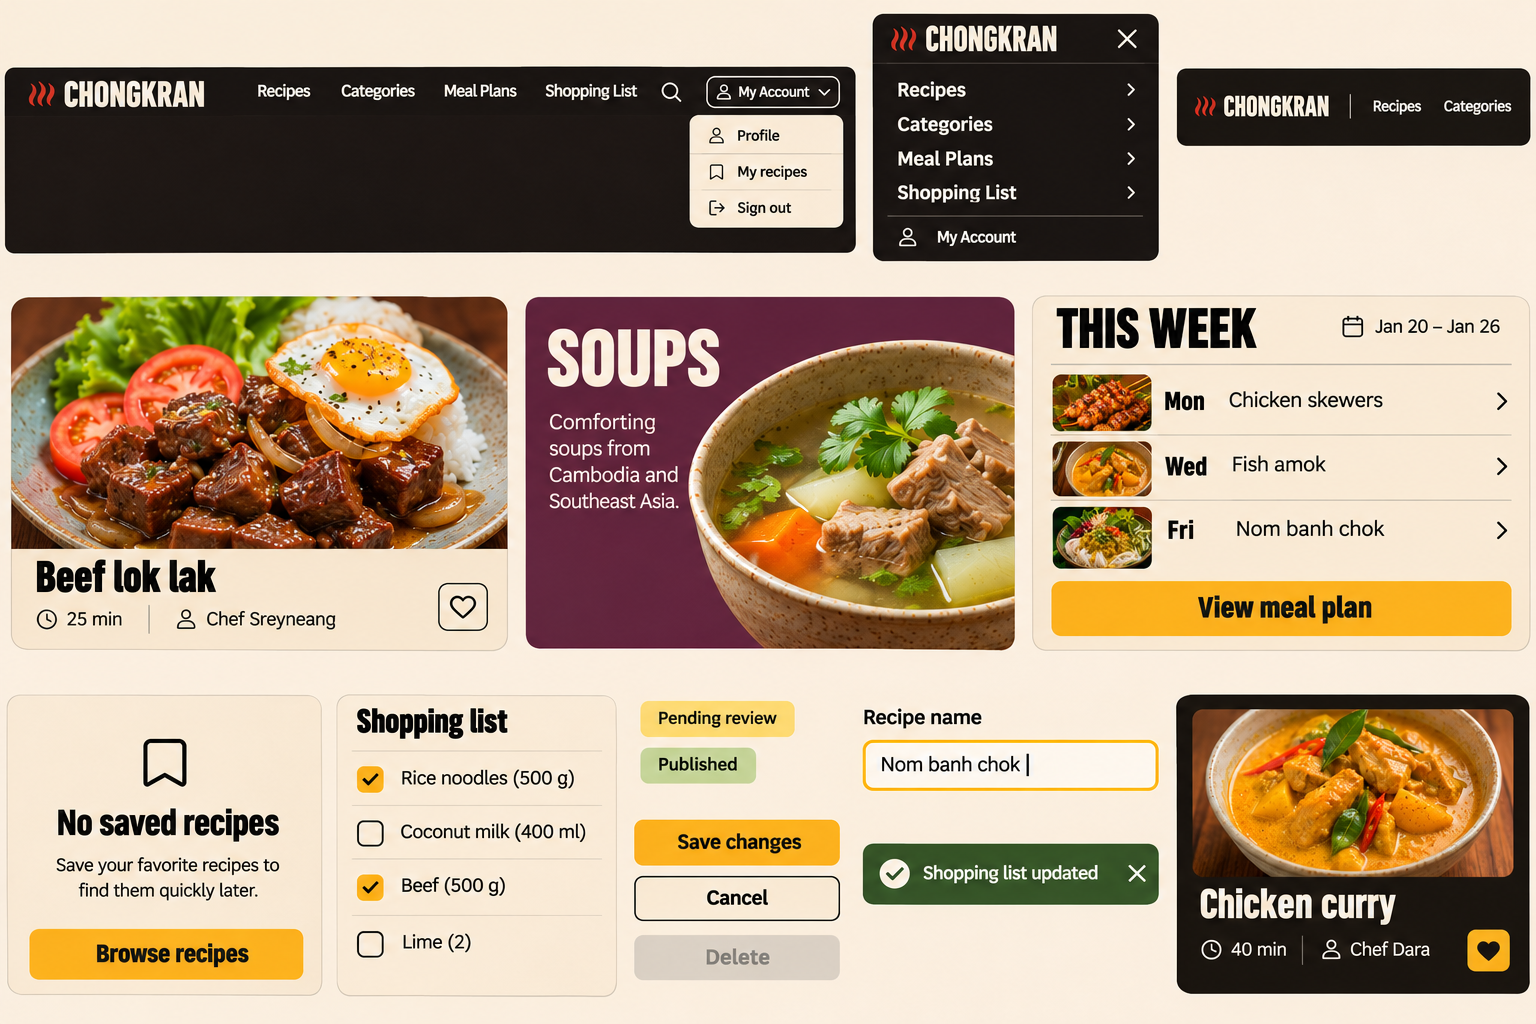 CHONGKRAN
Recipes
Categories
Meal Plans
Shopping List
My Account
Profile
My recipes
Sign out
CHONGKRAN
Recipes
Categories
Meal Plans
Shopping List
My Account
CHONGKRAN
Recipes
Categories
Beef lok lak
25 min
Chef Sreyneang
SOUPS
Comforting
soups from
Cambodia and
Southeast Asia.
THIS WEEK
Jan 20 – Jan 26
Mon
Chicken skewers
Wed
Fish amok
Fri
Nom banh chok
View meal plan
No saved recipes
Save your favorite recipes to
find them quickly later.
Browse recipes
Shopping list
Rice noodles (500 g)
Coconut milk (400 ml)
Beef (500 g)
Lime (2)
Pending review
Published
Save changes
Cancel
Delete
Recipe name
Nom banh chok
Shopping list updated
Chicken curry
40 min
Chef Dara